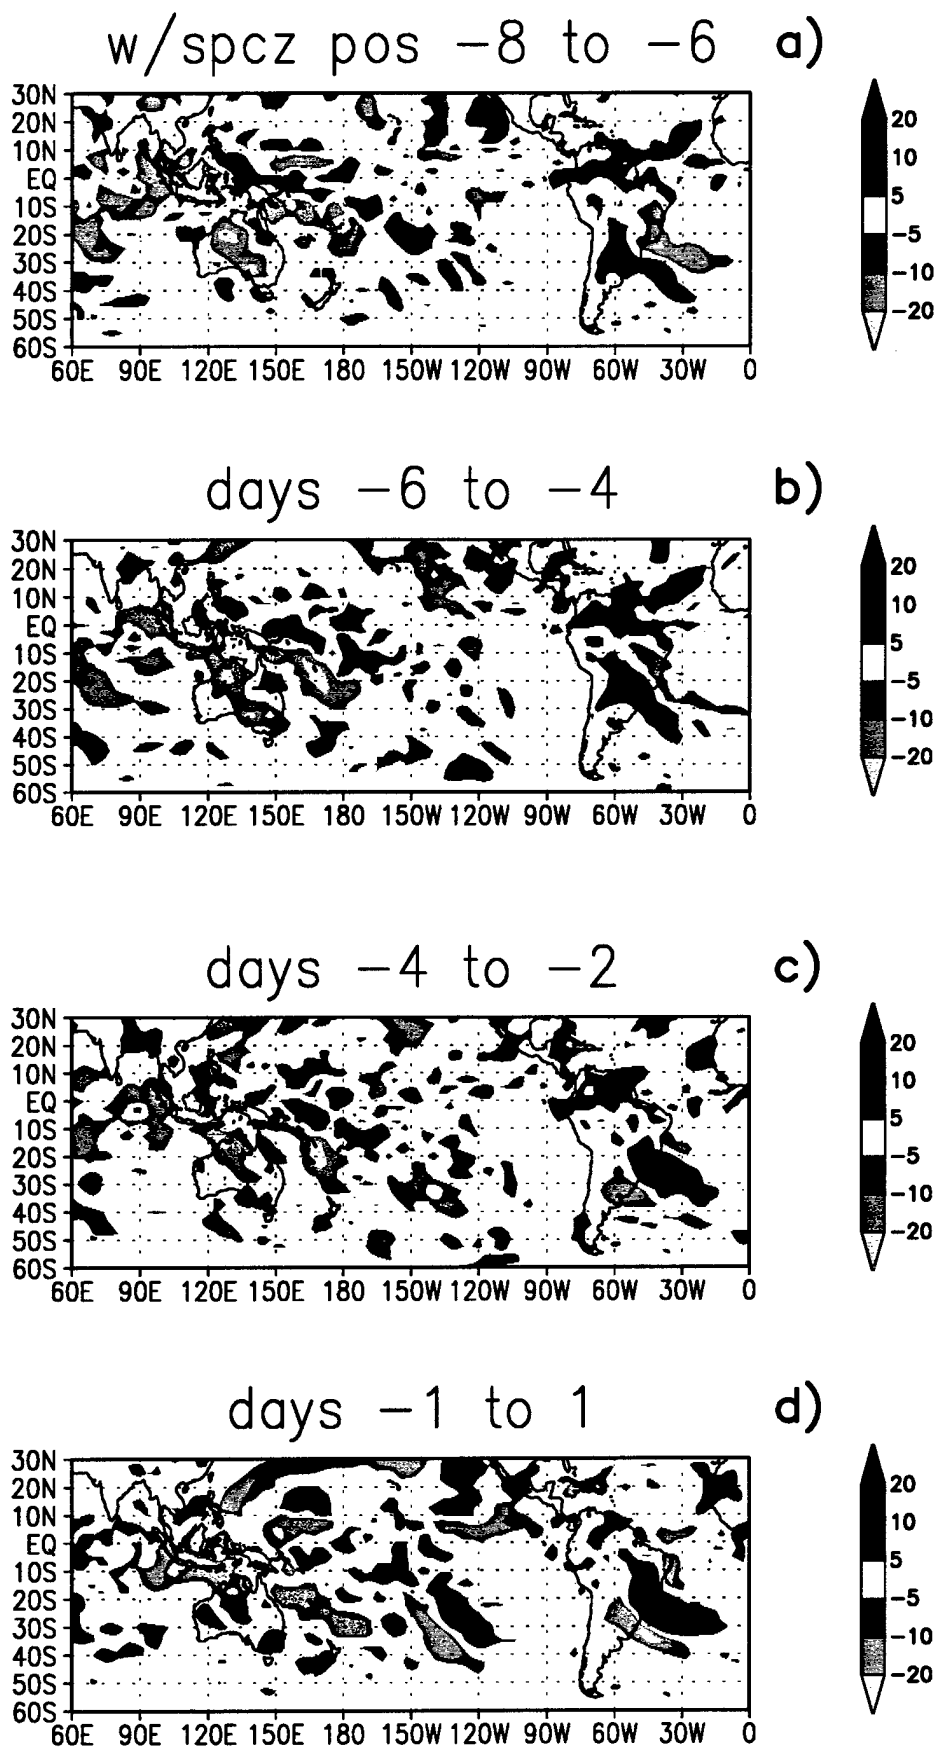 w/spcz pos -8 to -6 a)
30N
20N
10N
EQ
10S
20S
30S
40S
50S
60S
60E 90E 120E 150E 180 150W 120W 90W 60W 30W 0
20
10
5
-5
-10
-20
days -6 to -4 b)
30N
20N
10N
EQ
10S
20S
30S
40S
50S
60S
60E 90E 120E 150E 180 150W 120W 90W 60W 30W 0
20
10
5
-5
-10
-20
days -4 to -2 c)
30N
20N
10N
EQ
10S
20S
30S
40S
50S
60S
60E 90E 120E 150E 180 150W 120W 90W 60W 30W 0
20
10
5
-5
-10
-20
days -1 to 1 d)
30N
20N
10N
EQ
10S
20S
30S
40S
50S
60S
60E 90E 120E 150E 180 150W 120W 90W 60W 30W 0
20
10
5
-5
-10
-20